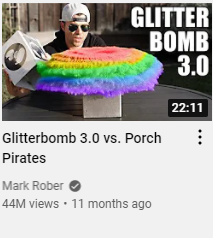 GLITTER
BOMB
3.0
22:11
Glitterbomb 3.0 vs. Porch
Pirates
Mark Rober
44M views • 11 months ago